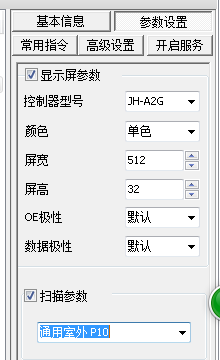 基本信息 参数设置
常用指令 高级设置 开启服务
显示屏参数
控制器型号 JH-A2G
颜色 单色
屏宽 512
屏高 32
OE极性 默认
数据极性 默认
扫描参数
通用室外P10